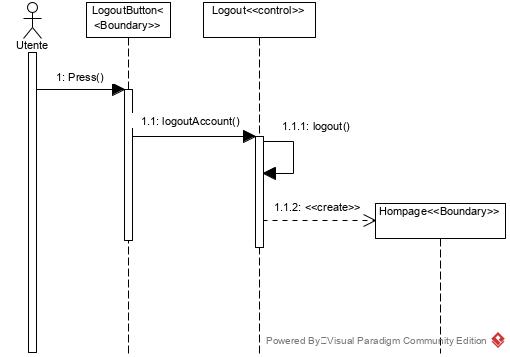 LogoutButton<
<Boundary>>
Logout<<control>>
Utente
1: Press()
1.1: logoutAccount()
1.1.1: logout()
1.1.2: <<create>>
Hompage<<Boundary>>
Powered By Visual Paradigm Community Edition